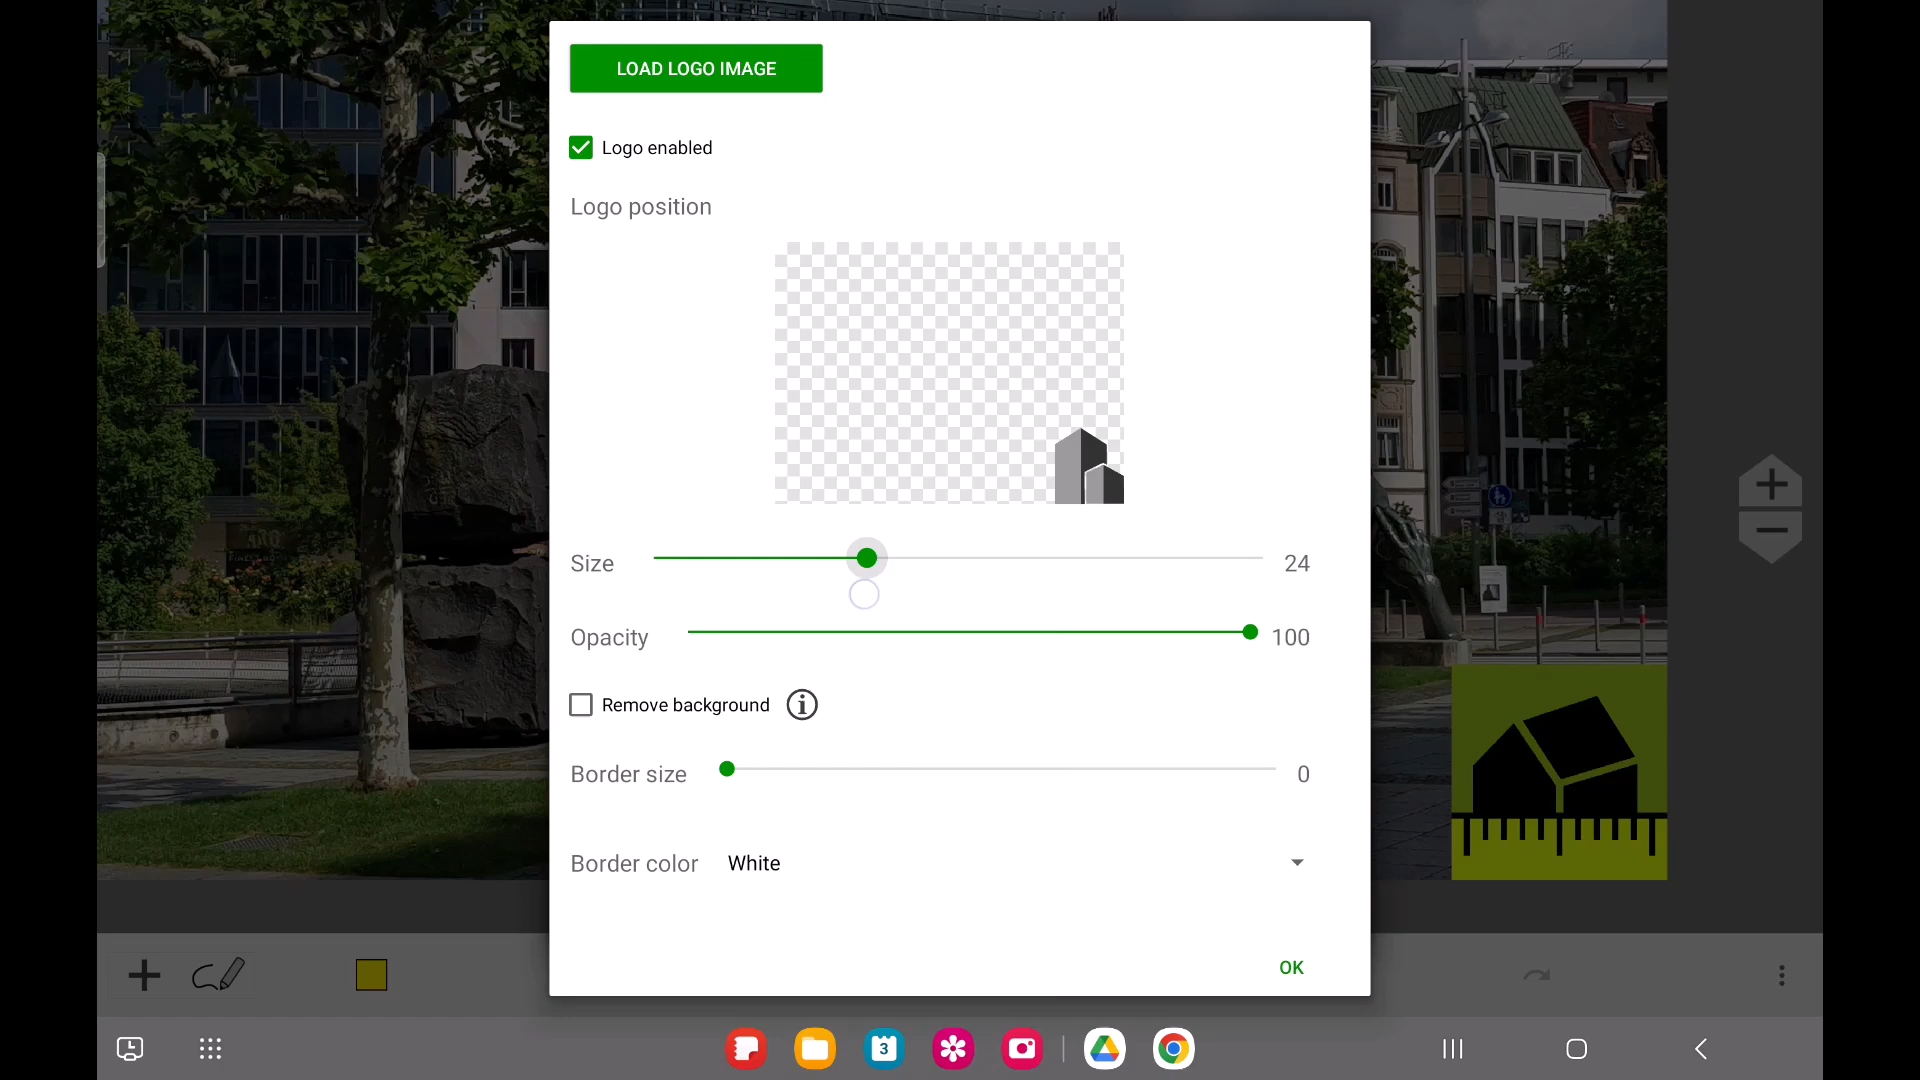 LOAD LOGO IMAGE
Logo enabled
Logo position
Size 24
Opacity 100
Remove background
Border size 0
Border color White
OK
3